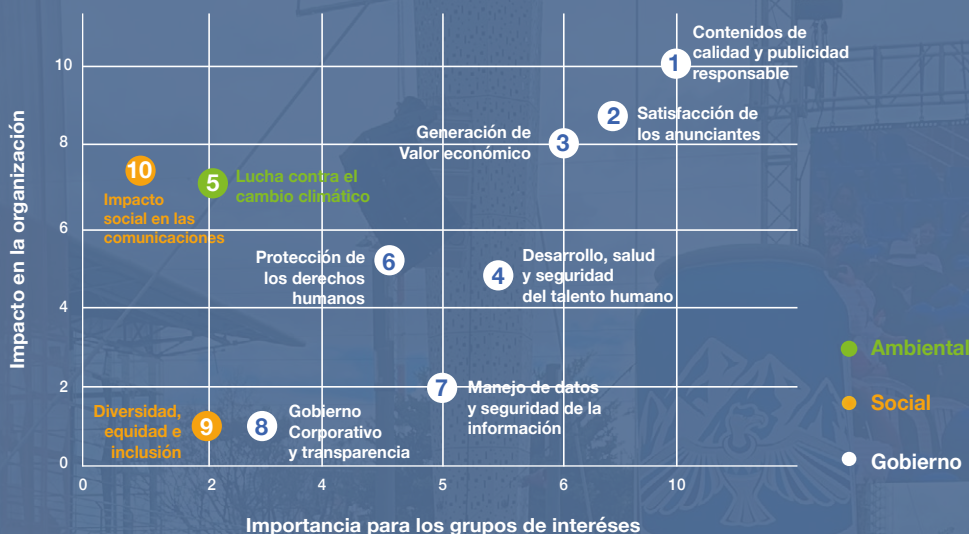 Impacto en la organización
10
8
6
4
2
0
0
2
4
5
6
10
Importancia para los grupos de interéses
1
Contenidos de
calidad y publicidad
responsable
2
Satisfacción de
los anunciantes
3
Generación de
Valor económico
10
Impacto
social en las
comunicaciones
5
Lucha contra el
cambio climático
6
Protección de
los derechos
humanos
4
Desarrollo, salud
y seguridad
del talento humano
7
Manejo de datos
y seguridad de la
información
9
Diversidad,
equidad e
inclusión
8
Gobierno
Corporativo
y transparencia
Ambiental
Social
Gobierno